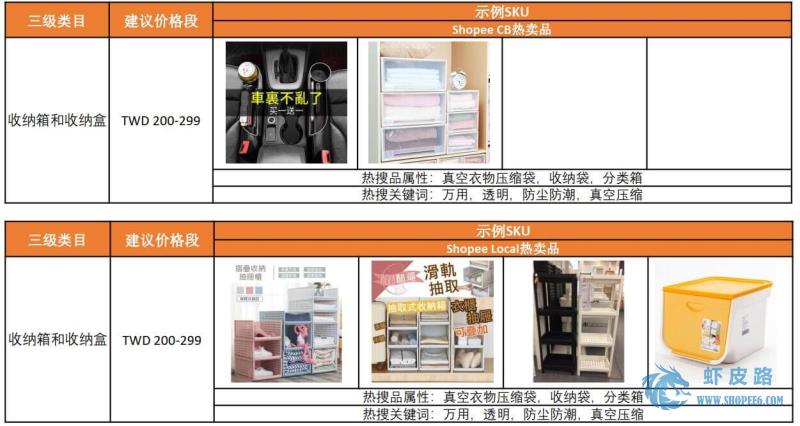 三级类目 建议价格段 示例SKU
Shopee CB热卖品
收纳箱和收纳盒 TWD 200-299
車裏不亂了
买一送一
热搜品属性：真空衣物压缩袋，收纳袋，分类箱
热搜关键词：万用，透明，防尘防潮，真空压缩
三级类目 建议价格段 示例SKU
Shopee Local热卖品
收纳箱和收纳盒 TWD 200-299
摺疊收納
抽屜櫃
滑軌
抽取
抽取式收納箱
衣櫃
抽屜
可疊加
热搜品属性：真空衣物压缩袋，收纳袋，分类箱
热搜关键词：万用，透明，防尘防潮，真空压缩
虾皮路
WWW.SHOPEE6.COM